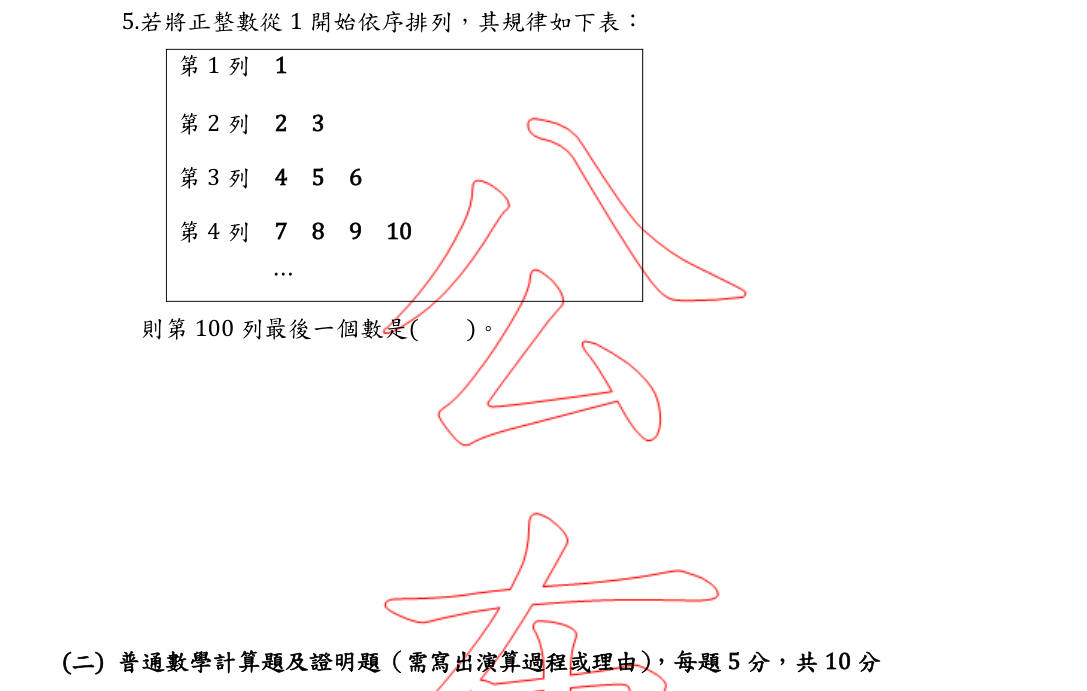 5.若將正整數從 1 開始依序排列，其規律如下表：
第 1 列 1
第 2 列 2 3
第 3 列 4 5 6
第 4 列 7 8 9 10
…
則第 100 列最後一個數是( )。
公
(二) 普通數學計算題及證明題（需寫出演算過程或理由)，每題 5 分，共 10 分